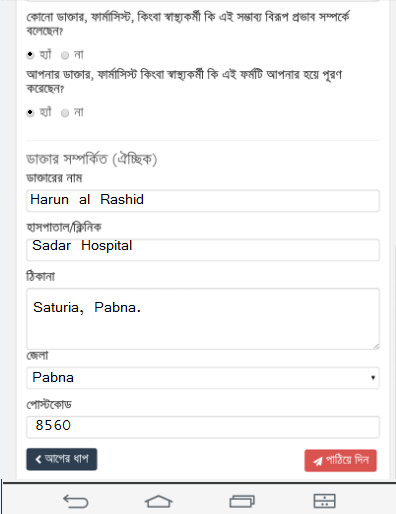 কোনো ডাক্তার, ফার্মাসিস্ট, কিংবা স্বাস্থ্যকর্মী কি এই সম্ভাব্য বিরূপ প্রভাব সম্পর্কে
বলেছেন?
হ্যাঁ না
আপনার ডাক্তার, ফার্মাসিস্ট কিংবা স্বাস্থ্যকর্মী কি এই ফর্মটি আপনার হয়ে পূরণ
করেছেন?
হ্যাঁ না
ডাক্তার সম্পর্কিত (ঐচ্ছিক)
ডাক্তারের নাম
Harun al Rashid
হাসপাতাল/ক্লিনিক
Sadar Hospital
ঠিকানা
Saturia, Pabna.
জেলা
Pabna
পোস্টকোড
8560
আগের ধাপ পাঠিয়ে দিন